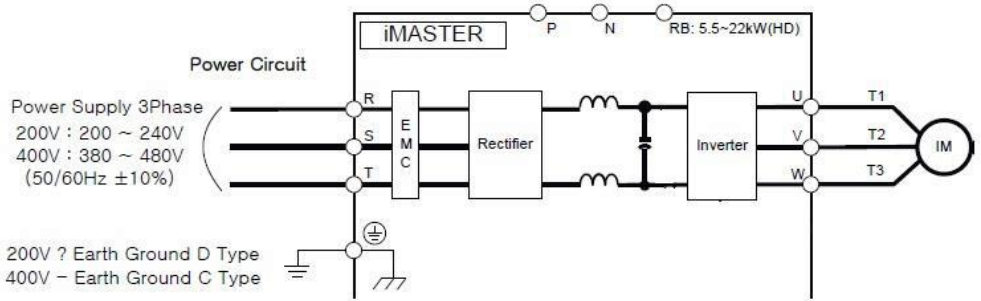 iMASTER
P
N
RB: 5.5~22kW(HD)
Power Circuit
Power Supply 3Phase
200V : 200 ~ 240V
400V : 380 ~ 480V
(50/60Hz ±10%)
R
S
T
EMC
Rectifier
Inverter
U
V
W
T1
T2
T3
IM
200V ? Earth Ground D Type
400V - Earth Ground C Type